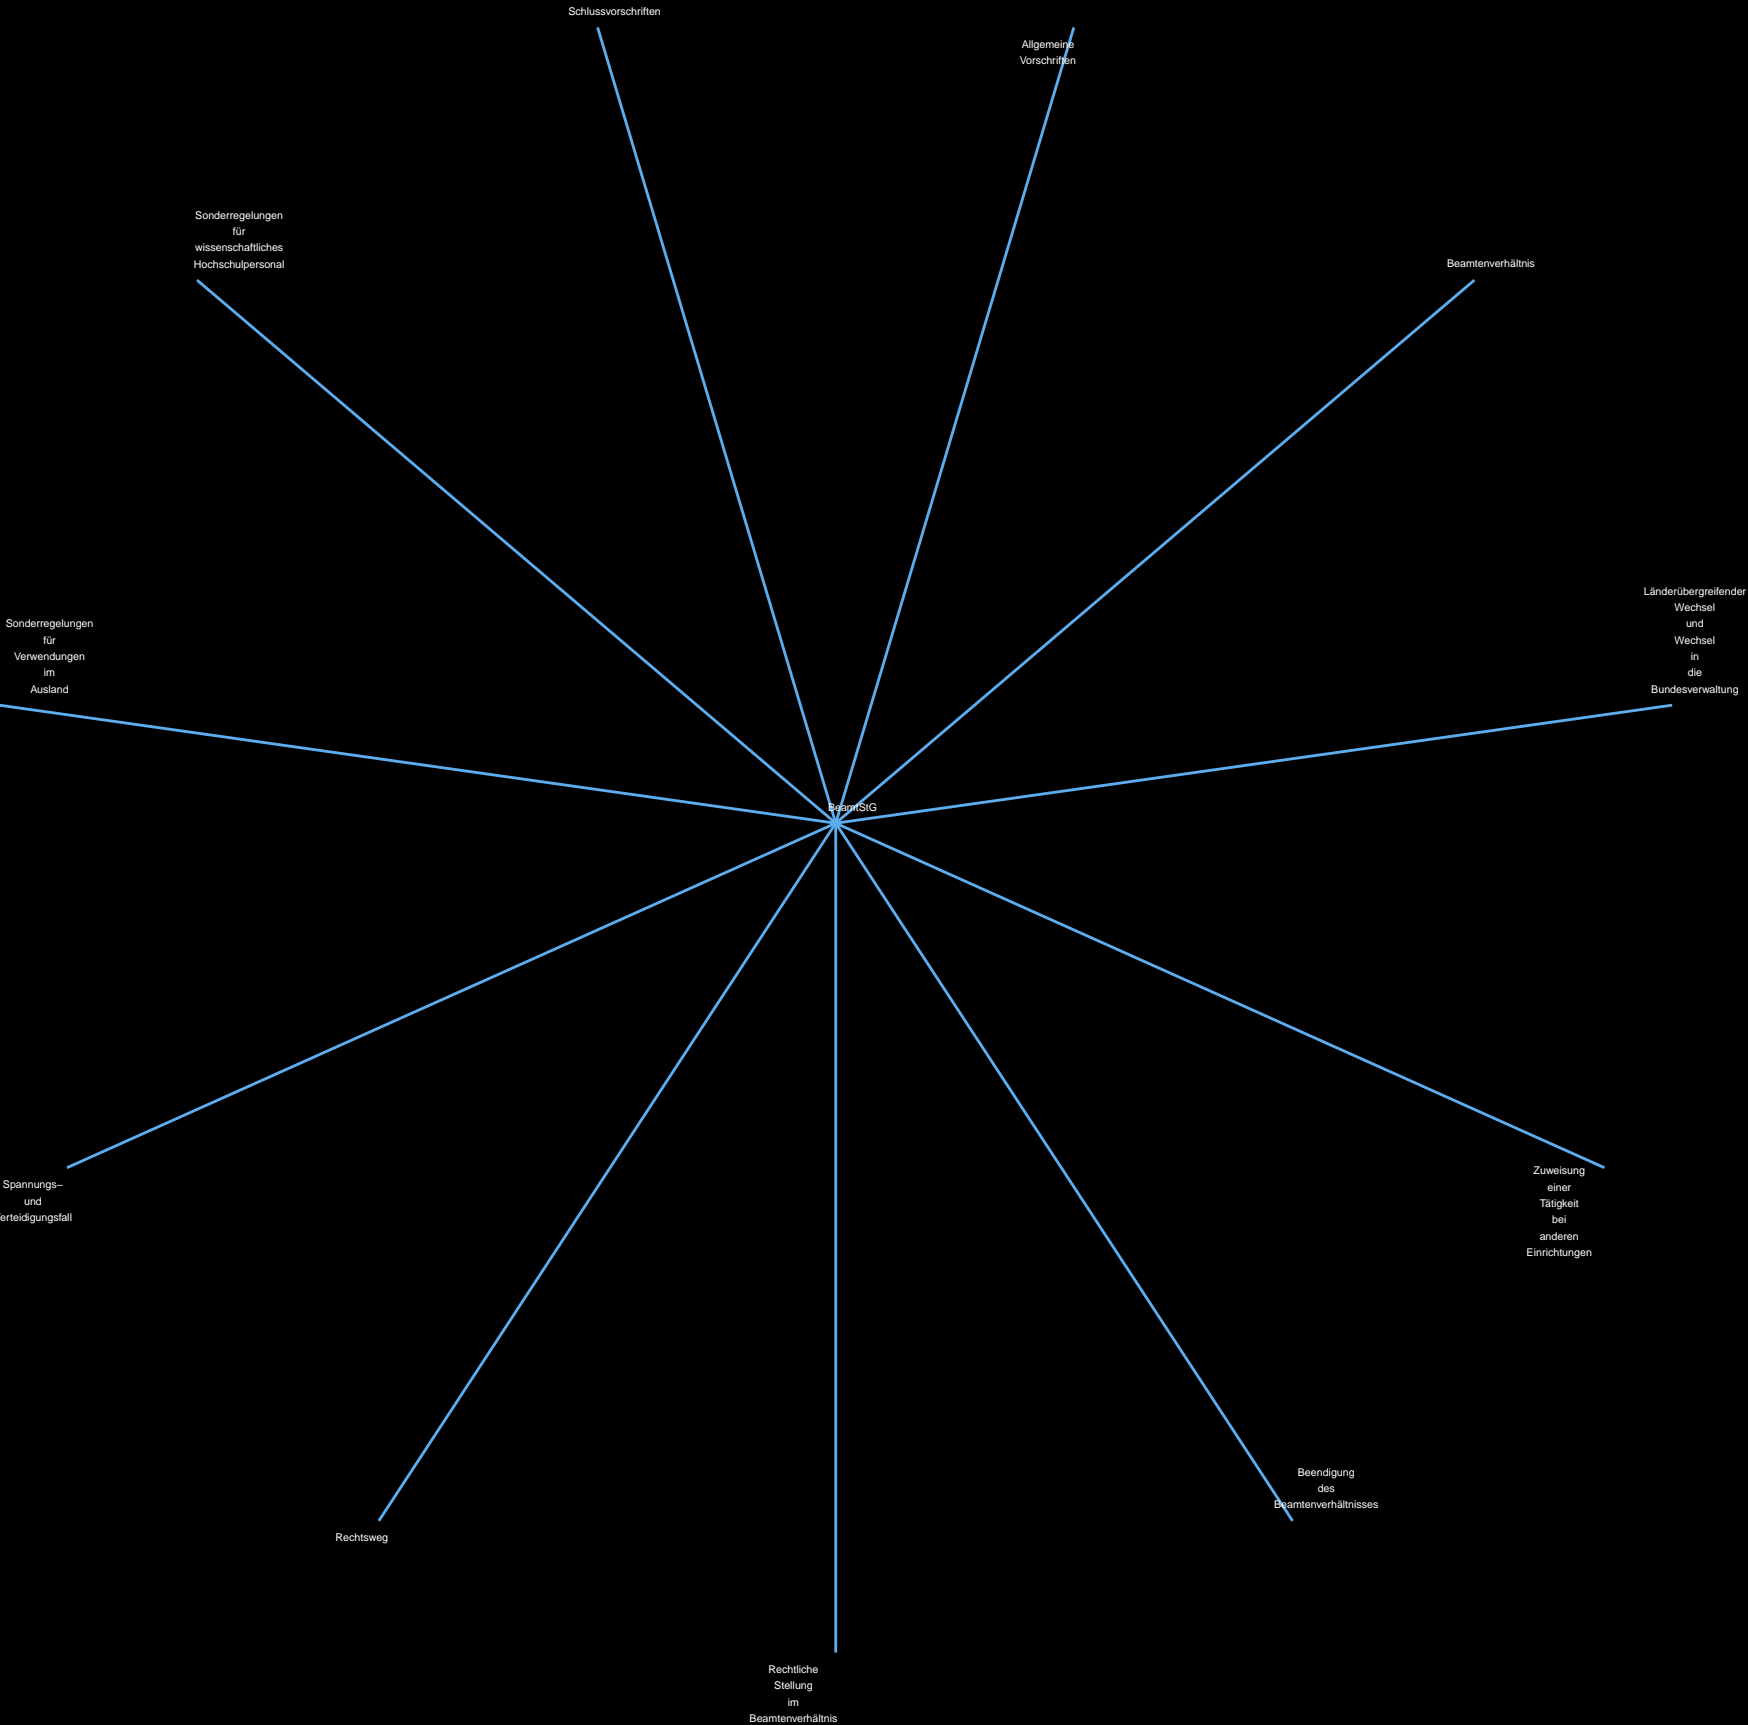 Schlussvorschriften
Allgemeine
Vorschriften
Sonderregelungen
für
wissenschaftliches
Hochschulpersonal
Beamtenverhältnis
Länderübergreifender
Wechsel
und
Wechsel
in
die
Bundesverwaltung
Sonderregelungen
für
Verwendungen
im
Ausland
BeamtStG
Spannungs–
und
erteidigungsfall
Zuweisung
einer
Tätigkeit
bei
anderen
Einrichtungen
Beendigung
des
Beamtenverhältnisses
Rechtsweg
Rechtliche
Stellung
im
Beamtenverhältnis